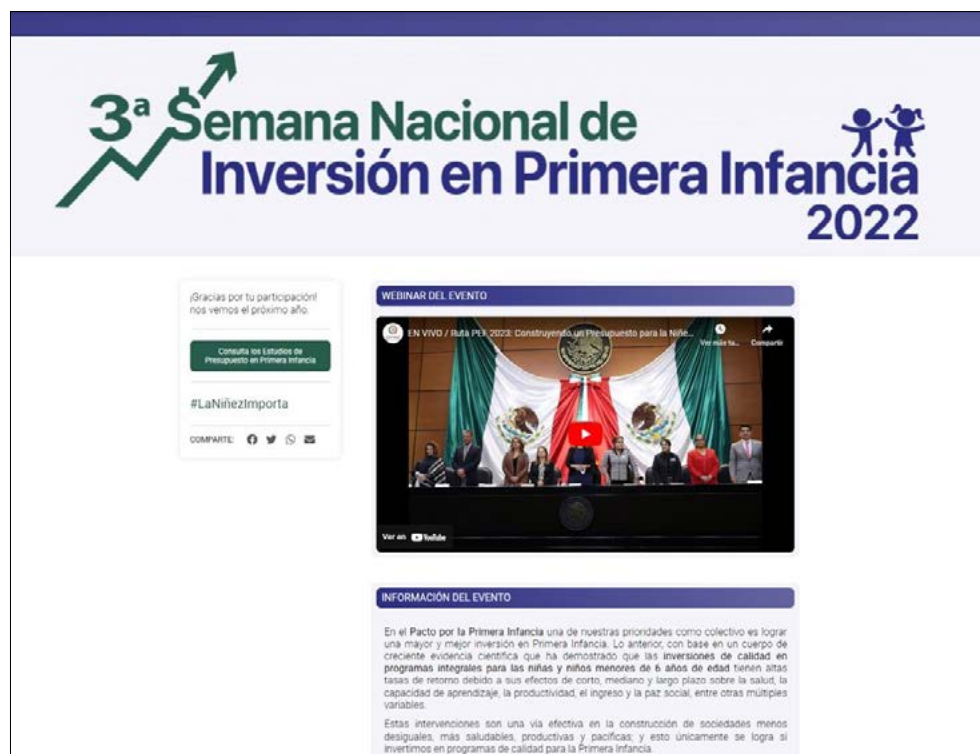 3ª Semana Nacional de
Inversión en Primera Infancia
2022
¡Gracias por tu participación!
nos vemos el próximo año.
Consulta los Estudios de
Presupuesto en Primera Infancia
#LaNiñezImporta
COMPARTE:
WEBINAR DEL EVENTO
EN VIVO / Ruta PEF 2023: Construyendo un Presupuesto para la Niñe...
Ver más ta...
Compartir
Ver en YouTube
INFORMACIÓN DEL EVENTO
En el Pacto por la Primera Infancia una de nuestras prioridades como colectivo es lograr
una mayor y mejor inversión en Primera Infancia. Lo anterior, con base en un cuerpo de
creciente evidencia científica que ha demostrado que las inversiones de calidad en
programas integrales para las niñas y niños menores de 6 años de edad tienen altas
tasas de retorno debido a sus efectos de corto, mediano y largo plazo sobre la salud, la
capacidad de aprendizaje, la productividad, el ingreso y la paz social, entre otras múltiples
variables.
Estas intervenciones son una vía efectiva en la construcción de sociedades menos
desiguales, más saludables, productivas y pacíficas; y esto únicamente se logra si
invertimos en programas de calidad para la Primera Infancia.